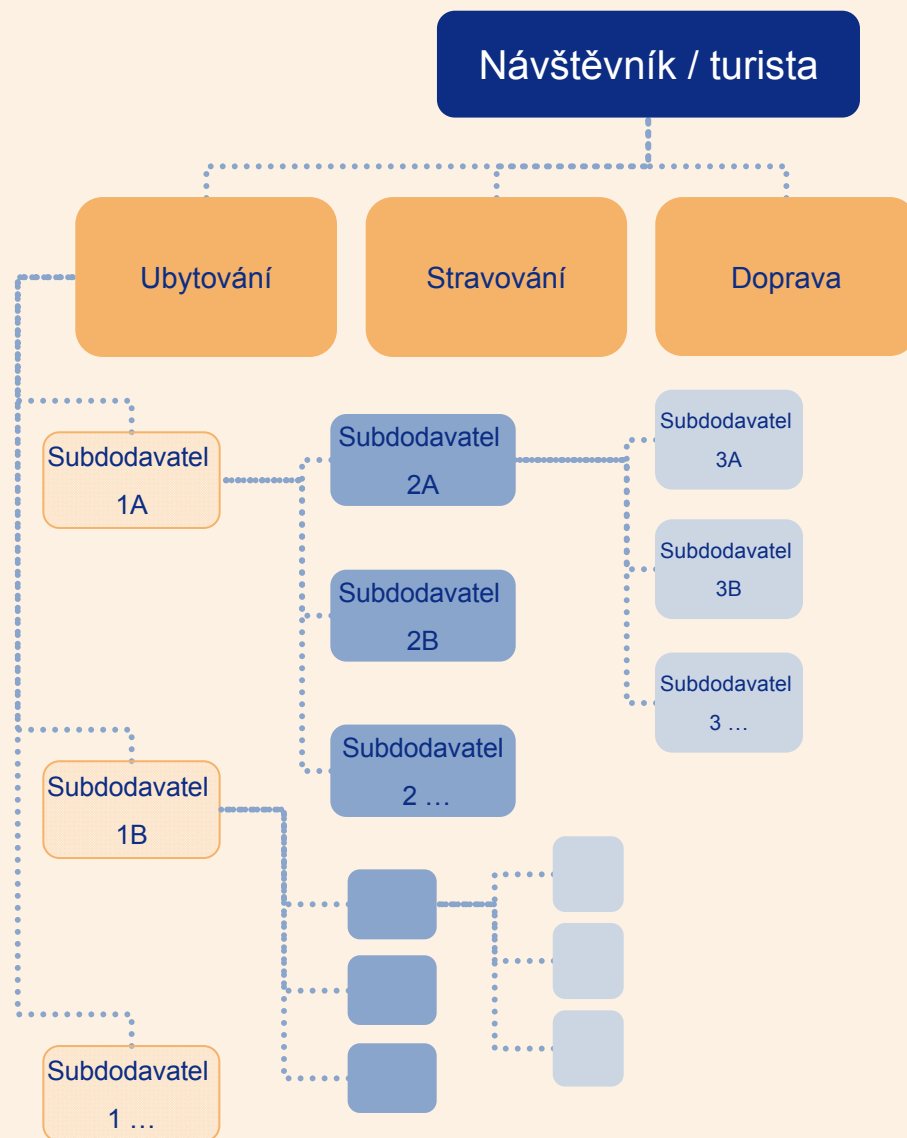 Návštěvník / turista
Ubytování
Stravování
Doprava
Subdodavatel
1A
Subdodavatel
2A
Subdodavatel
3A
Subdodavatel
3B
Subdodavatel
2B
Subdodavatel
3 …
Subdodavatel
2 …
Subdodavatel
1B
Subdodavatel
1 …